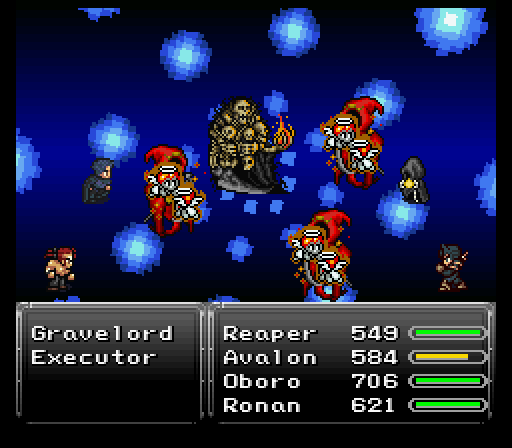 Gravelord
Executor
Reaper 549
Avalon 584
Oboro 706
Ronan 621